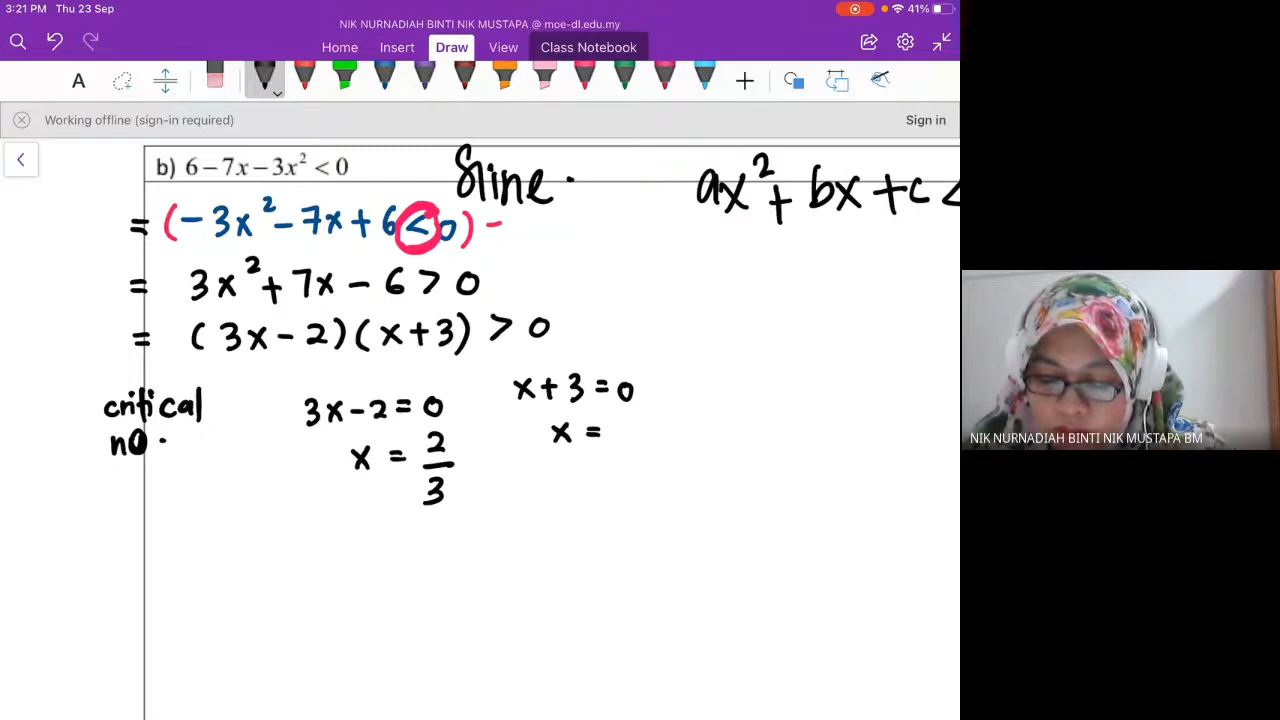 3:21 PM Thu 23 Sep
41%
NIK NURNADIAH BINTI NIK MUSTAPA @ moe-dl.edu.my
Home Insert Draw View Class Notebook
A
Working offline (sign-in required) Sign in
b) 6 − 7x − 3x² < 0
ax² + bx + c <
= (−3x² − 7x + 6 < 0) −
= 3x² + 7x − 6 > 0
= (3x − 2)(x + 3) > 0
critical
no.
3x − 2 = 0
x = 2/3
x + 3 = 0
x =
NIK NURNADIAH BINTI NIK MUSTAPA BM